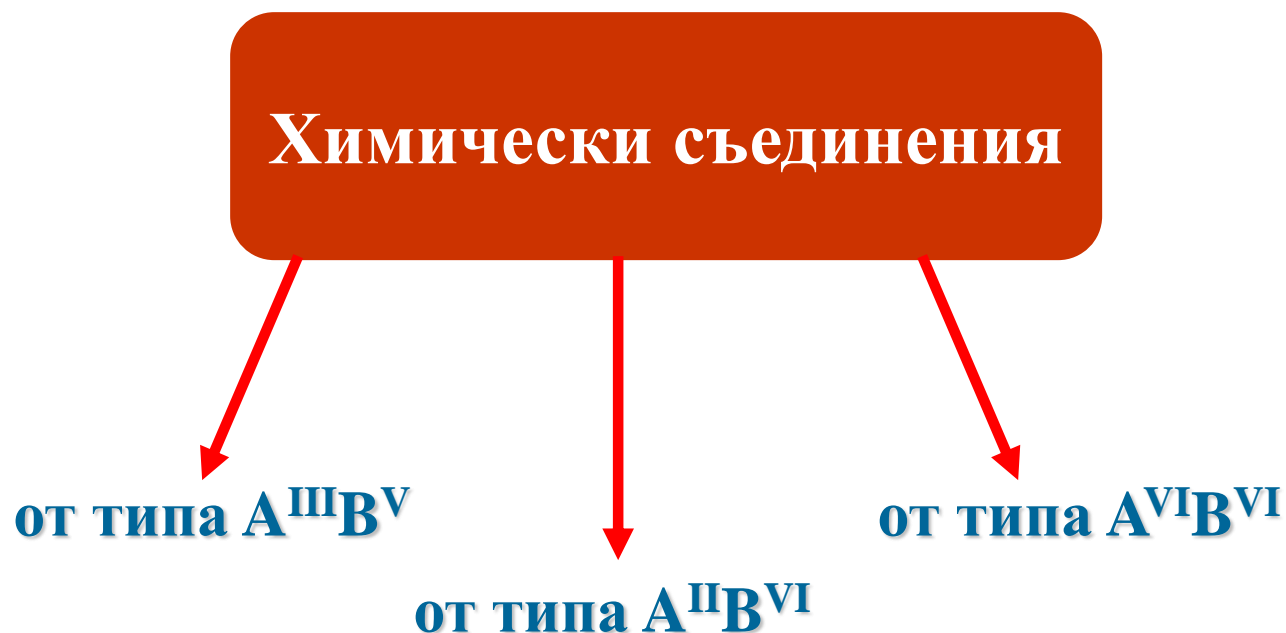 Химически съединения
от типа AᴵᴵᴵBⱽ
от типа AᴵᴵBⱽᴵ
от типа AⱽᴵBⱽᴵ